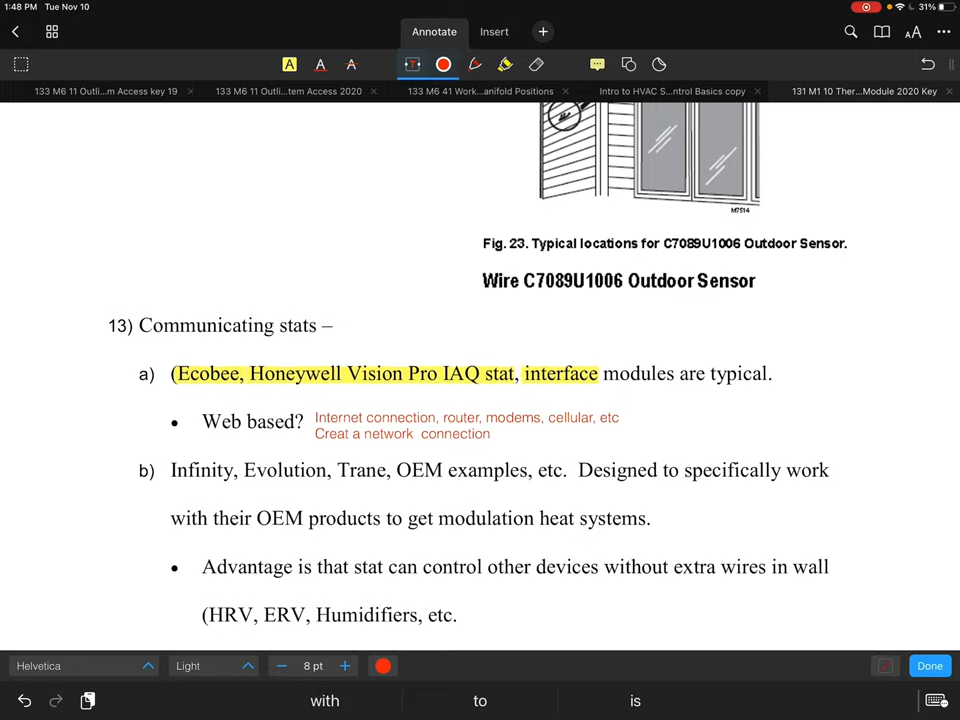 1:48 PM Tue Nov 10
31%
Annotate
Insert
133 M6 11 Outli...m Access key 19
133 M6 11 Outli...tem Access 2020
133 M6 41 Work...anifold Positions
Intro to HVAC S...ntrol Basics copy
131 M1 10 Ther...Module 2020 Key
M7514
Fig. 23. Typical locations for C7089U1006 Outdoor Sensor.
Wire C7089U1006 Outdoor Sensor
13) Communicating stats –
a) (Ecobee, Honeywell Vision Pro IAQ stat, interface modules are typical.
• Web based? Internet connection, router, modems, cellular, etc
Creat a network connection
b) Infinity, Evolution, Trane, OEM examples, etc. Designed to specifically work
with their OEM products to get modulation heat systems.
• Advantage is that stat can control other devices without extra wires in wall
(HRV, ERV, Humidifiers, etc.
Helvetica
Light
8 pt
Done
with
to
is